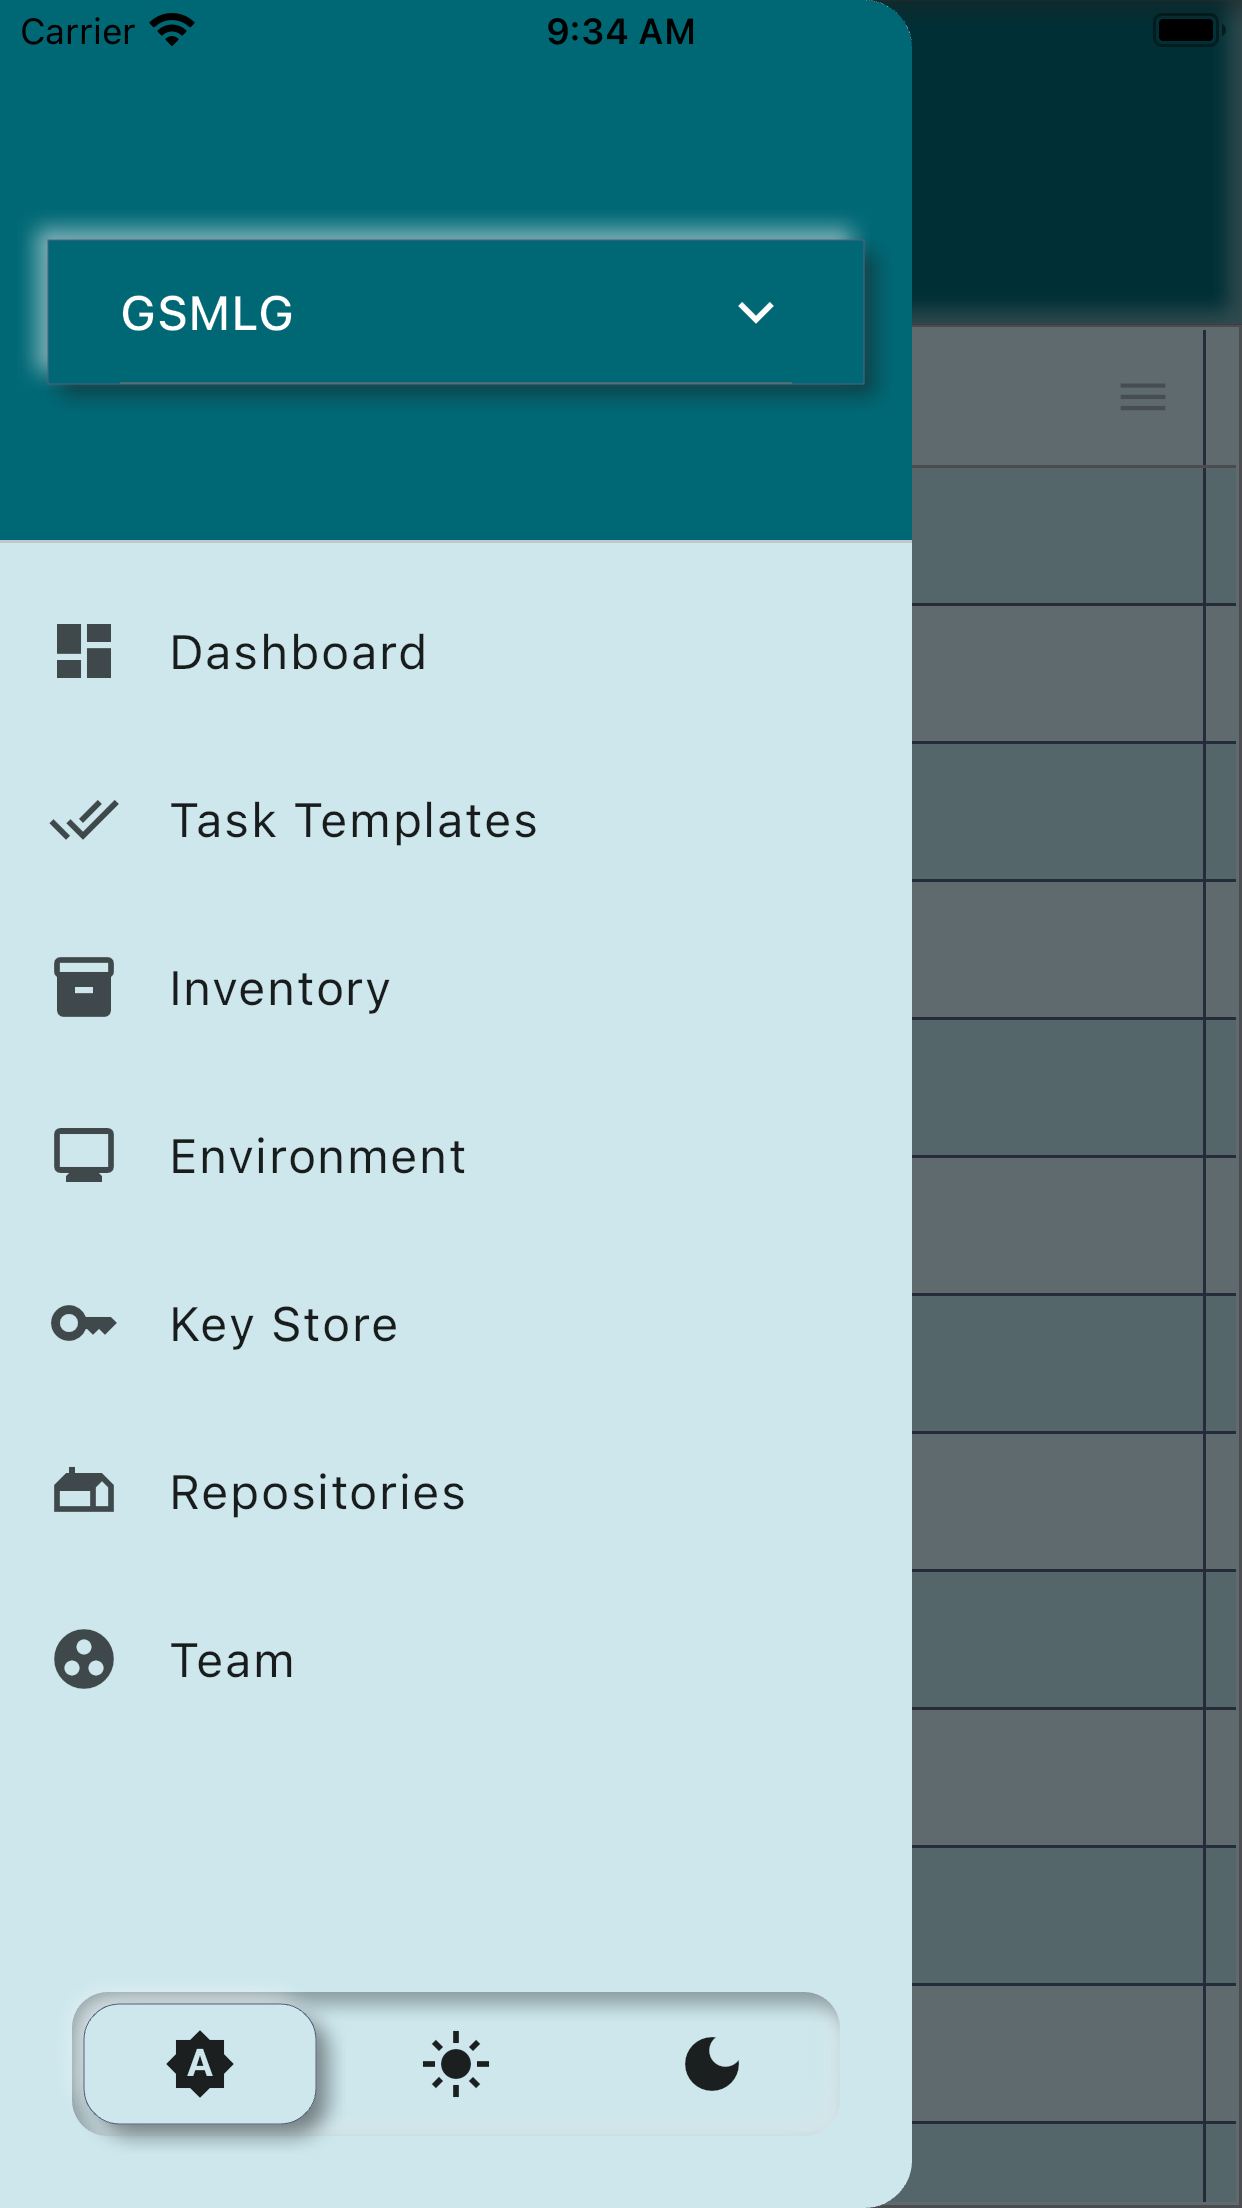 Carrier 9:34 AM
GSMLG
Dashboard
Task Templates
Inventory
Environment
Key Store
Repositories
Team
A